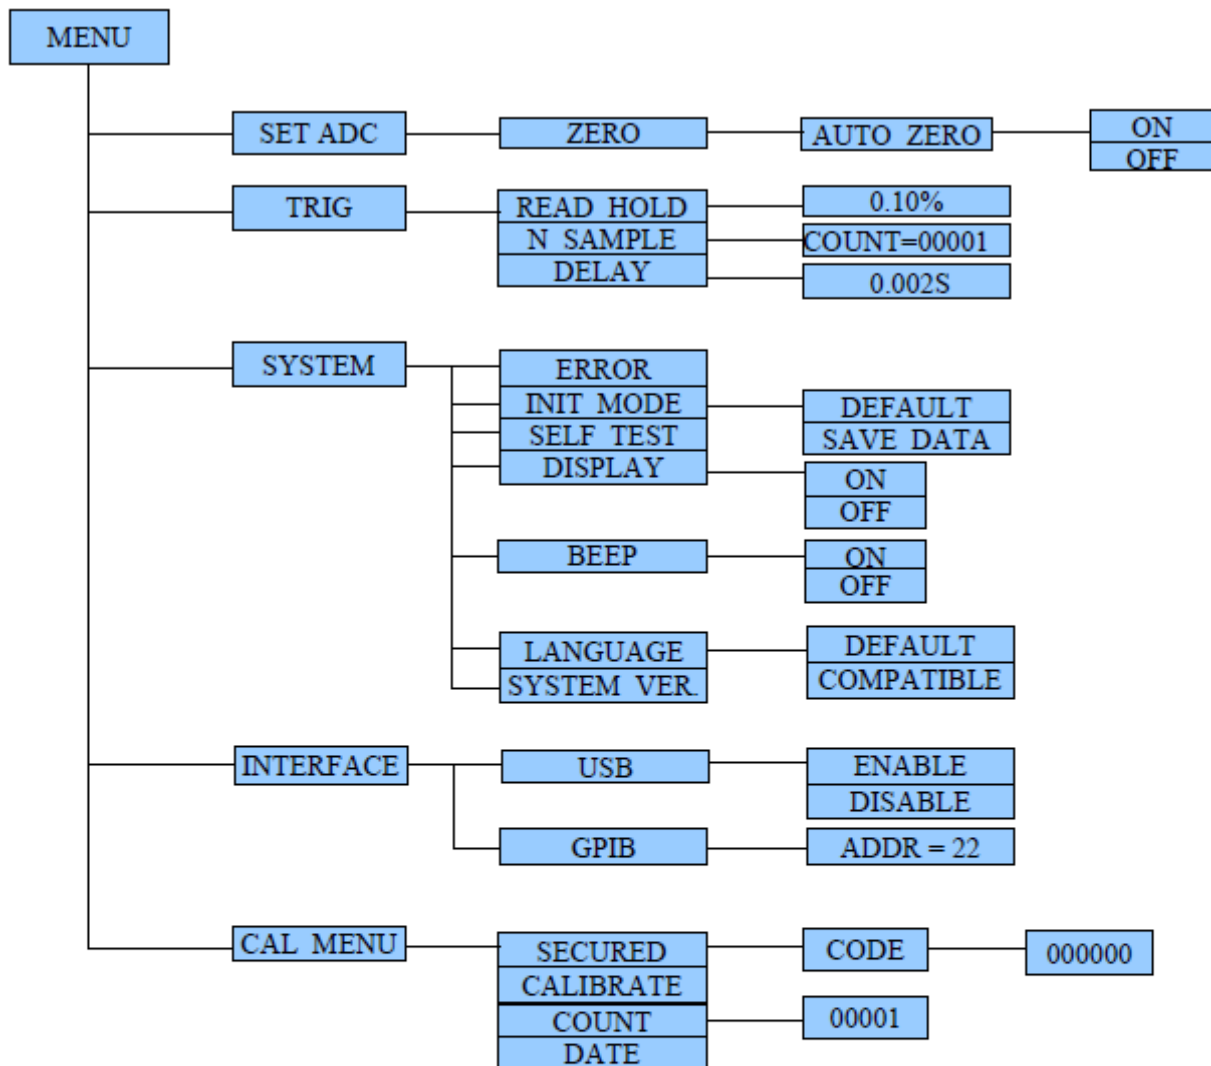 MENU
SET ADC
ZERO
AUTO ZERO
ON
OFF
TRIG
READ HOLD
0.10%
N SAMPLE
COUNT=00001
DELAY
0.002S
SYSTEM
ERROR
INIT MODE
DEFAULT
SAVE DATA
SELF TEST
DISPLAY
ON
OFF
BEEP
ON
OFF
LANGUAGE
DEFAULT
COMPATIBLE
SYSTEM VER.
INTERFACE
USB
ENABLE
DISABLE
GPIB
ADDR = 22
CAL MENU
SECURED
CODE
000000
CALIBRATE
COUNT
00001
DATE